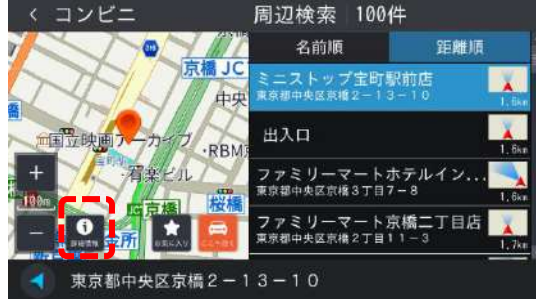 < コンビニ
周辺検索 100件
名前順
距離順
ミニストップ宝町駅前店
東京都中央区京橋2-13-10
1.6km
出入口
1.6km
ファミリーマートホテルイン...
東京都中央区京橋3丁目7-8
1.6km
ファミリーマート京橋二丁目店
東京都中央区京橋2丁目11-3
1.7km
京橋JC
中央
国立映画アーカイブ
・RBM
宝町
有楽ビル
+
100m
桜橋
京橋
詳細情報
お気に入り
ここへ行く
−
東京都中央区京橋2-13-10